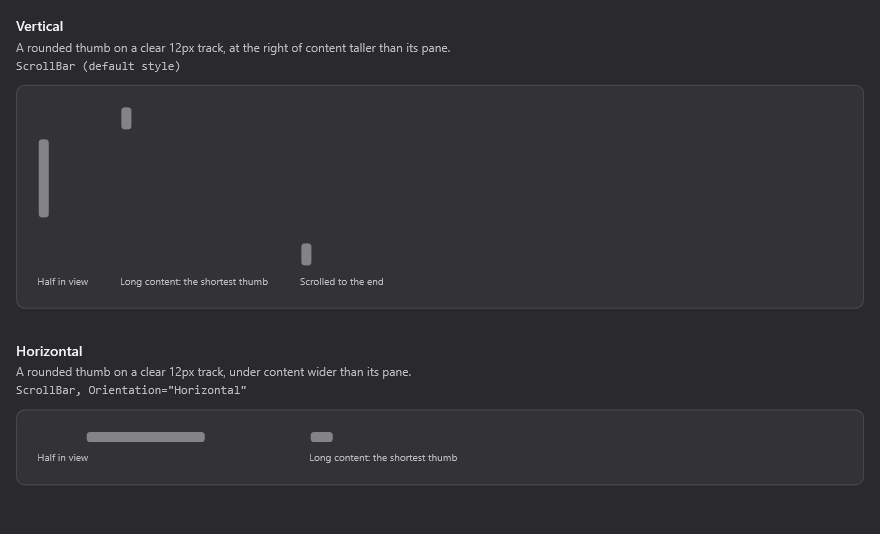 Vertical
A rounded thumb on a clear 12px track, at the right of content taller than its pane.
ScrollBar (default style)
Half in view
Long content: the shortest thumb
Scrolled to the end
Horizontal
A rounded thumb on a clear 12px track, under content wider than its pane.
ScrollBar, Orientation="Horizontal"
Half in view
Long content: the shortest thumb